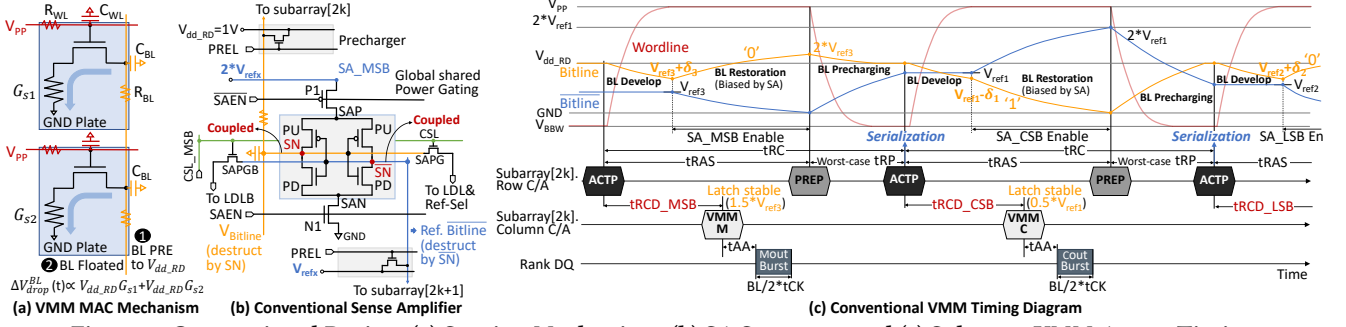 R_WL C_WL
V_PP
C_BL
G_s1
R_BL
GND Plate
V_PP
C_BL
G_s2
GND Plate
❶
BL PRE
❷ BL Floated to V_dd_RD
ΔV_drop^BL (t)∝ V_dd_RD G_s1+V_dd_RD G_s2
(a) VMM MAC Mechanism
To subarray[2k]
V_dd_RD=1V
PREL
Precharger
2*V_refx
SA_MSB
Global shared
Power Gating
SAEN
P1
SAP
Coupled
Coupled
PU
PU
CSL
CSL_MSB
SN
SN
SAPGB
SAPG
PD
PD
To LDLB
SAN
To LDL&
Ref-Sel
SAEN
N1
GND
V_Bitline
(destruct
by SN)
Ref. Bitline
(destruct
by SN)
PREL
V_refx
To subarray[2k+1]
(b) Conventional Sense Amplifier
V_PP
2*V_ref1
V_dd_RD
Bitline
Bitline
GND
V_BBW
Wordline
V_ref3+δ_3
'0'
2*V_ref3
2*V_ref1
BL Develop
V_ref3
BL Restoration
(Biased by SA)
BL Precharging
BL Develop
V_ref1
V_ref1-δ_1
'1'
BL Restoration
(Biased by SA)
BL Precharging
BL Develop
V_ref2+δ_2
'0'
V_ref2
SA_MSB Enable
Serialization
SA_CSB Enable
Serialization
SA_LSB En
tRC
tRC
tRAS
Worst-case tRP
tRAS
Worst-case tRP
tRAS
Subarray[2k].
Row C/A
ACTP
PREP
ACTP
PREP
ACTP
Latch stable
(1.5*V_ref3)
Latch stable
(0.5*V_ref1)
tRCD_MSB
tRCD_CSB
tRCD_LSB
Subarray[2k].
Column C/A
VMM
M
VMM
C
tAA
tAA
Rank DQ
Mout
Burst
Cout
Burst
Time
BL/2*tCK
BL/2*tCK
(c) Conventional VMM Timing Diagram